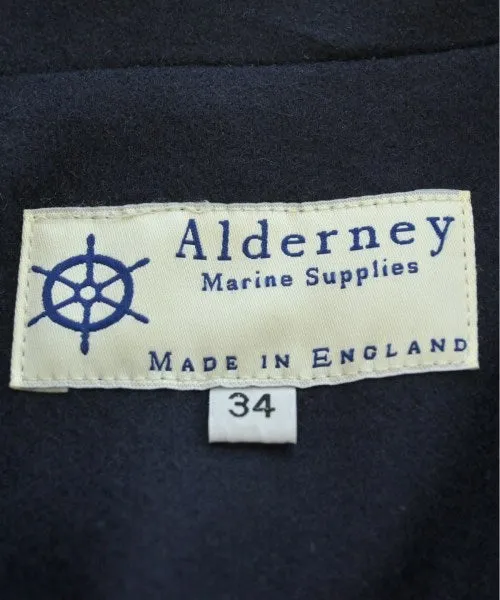 Alderney
Marine Supplies
MADE IN ENGLAND
34